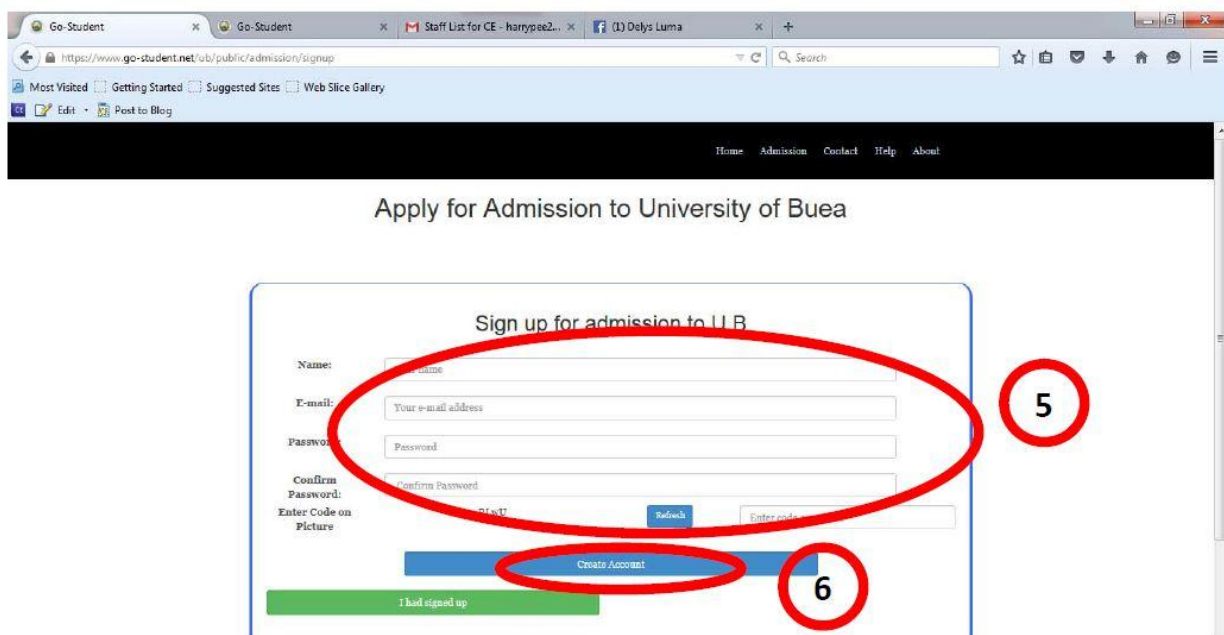 Go-Student
Go-Student
Staff List for CE - harrypee2...
(1) Delys Luma
https://www.go-student.net/ub/public/admission/signup
Search
Most Visited Getting Started Suggested Sites Web Slice Gallery
Edit Post to Blog
Home Admission Contact Help About
Apply for Admission to University of Buea
Sign up for admission to U.B
Name:
name
E-mail:
Your e-mail address
5
Password
Confirm Password:
Confirm Password
Enter Code on Picture
Refresh
Enter code
Create Account
6
I had signed up